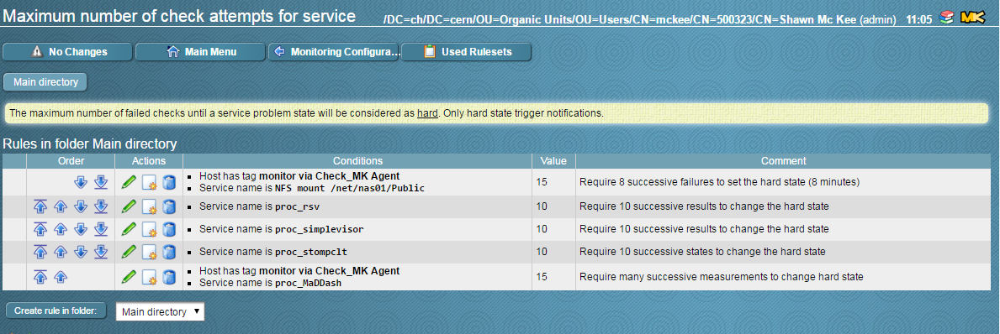 Maximum number of check attempts for service
/DC=ch/DC=cern/OU=Organic Units/OU=Users/CN=mckee/CN=500323/CN=Shawn Mc Kee (admin) 11:05 MK
No Changes Main Menu Monitoring Configura... Used Rulesets
Main directory
The maximum number of failed checks until a service problem state will be considered as hard. Only hard state trigger notifications.
Rules in folder Main directory
Order Actions Conditions Value Comment
Host has tag monitor via Check_MK Agent
Service name is NFS mount /net/nas01/Public
15 Require 8 successive failures to set the hard state (8 minutes)
Service name is proc_rsv 10 Require 10 successive results to change the hard state
Service name is proc_simplevisor 10 Require 10 successive results to change the hard state
Service name is proc_stompclt 10 Require 10 successive states to change the hard state
Host has tag monitor via Check_MK Agent
Service name is proc_MaDDash
15 Require many successive measurements to change hard state
Create rule in folder: Main directory